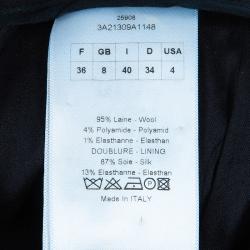 25908
3A21309A1148
F GB I D USA
36 8 40 34 4
95% Laine - Wool
4% Polyamide - Polyamid
1% Elasthanne - Elasthan
DOUBLURE - LINING
87% Soie - Silk
13% Elasthanne - Elasthan
Made In ITALY